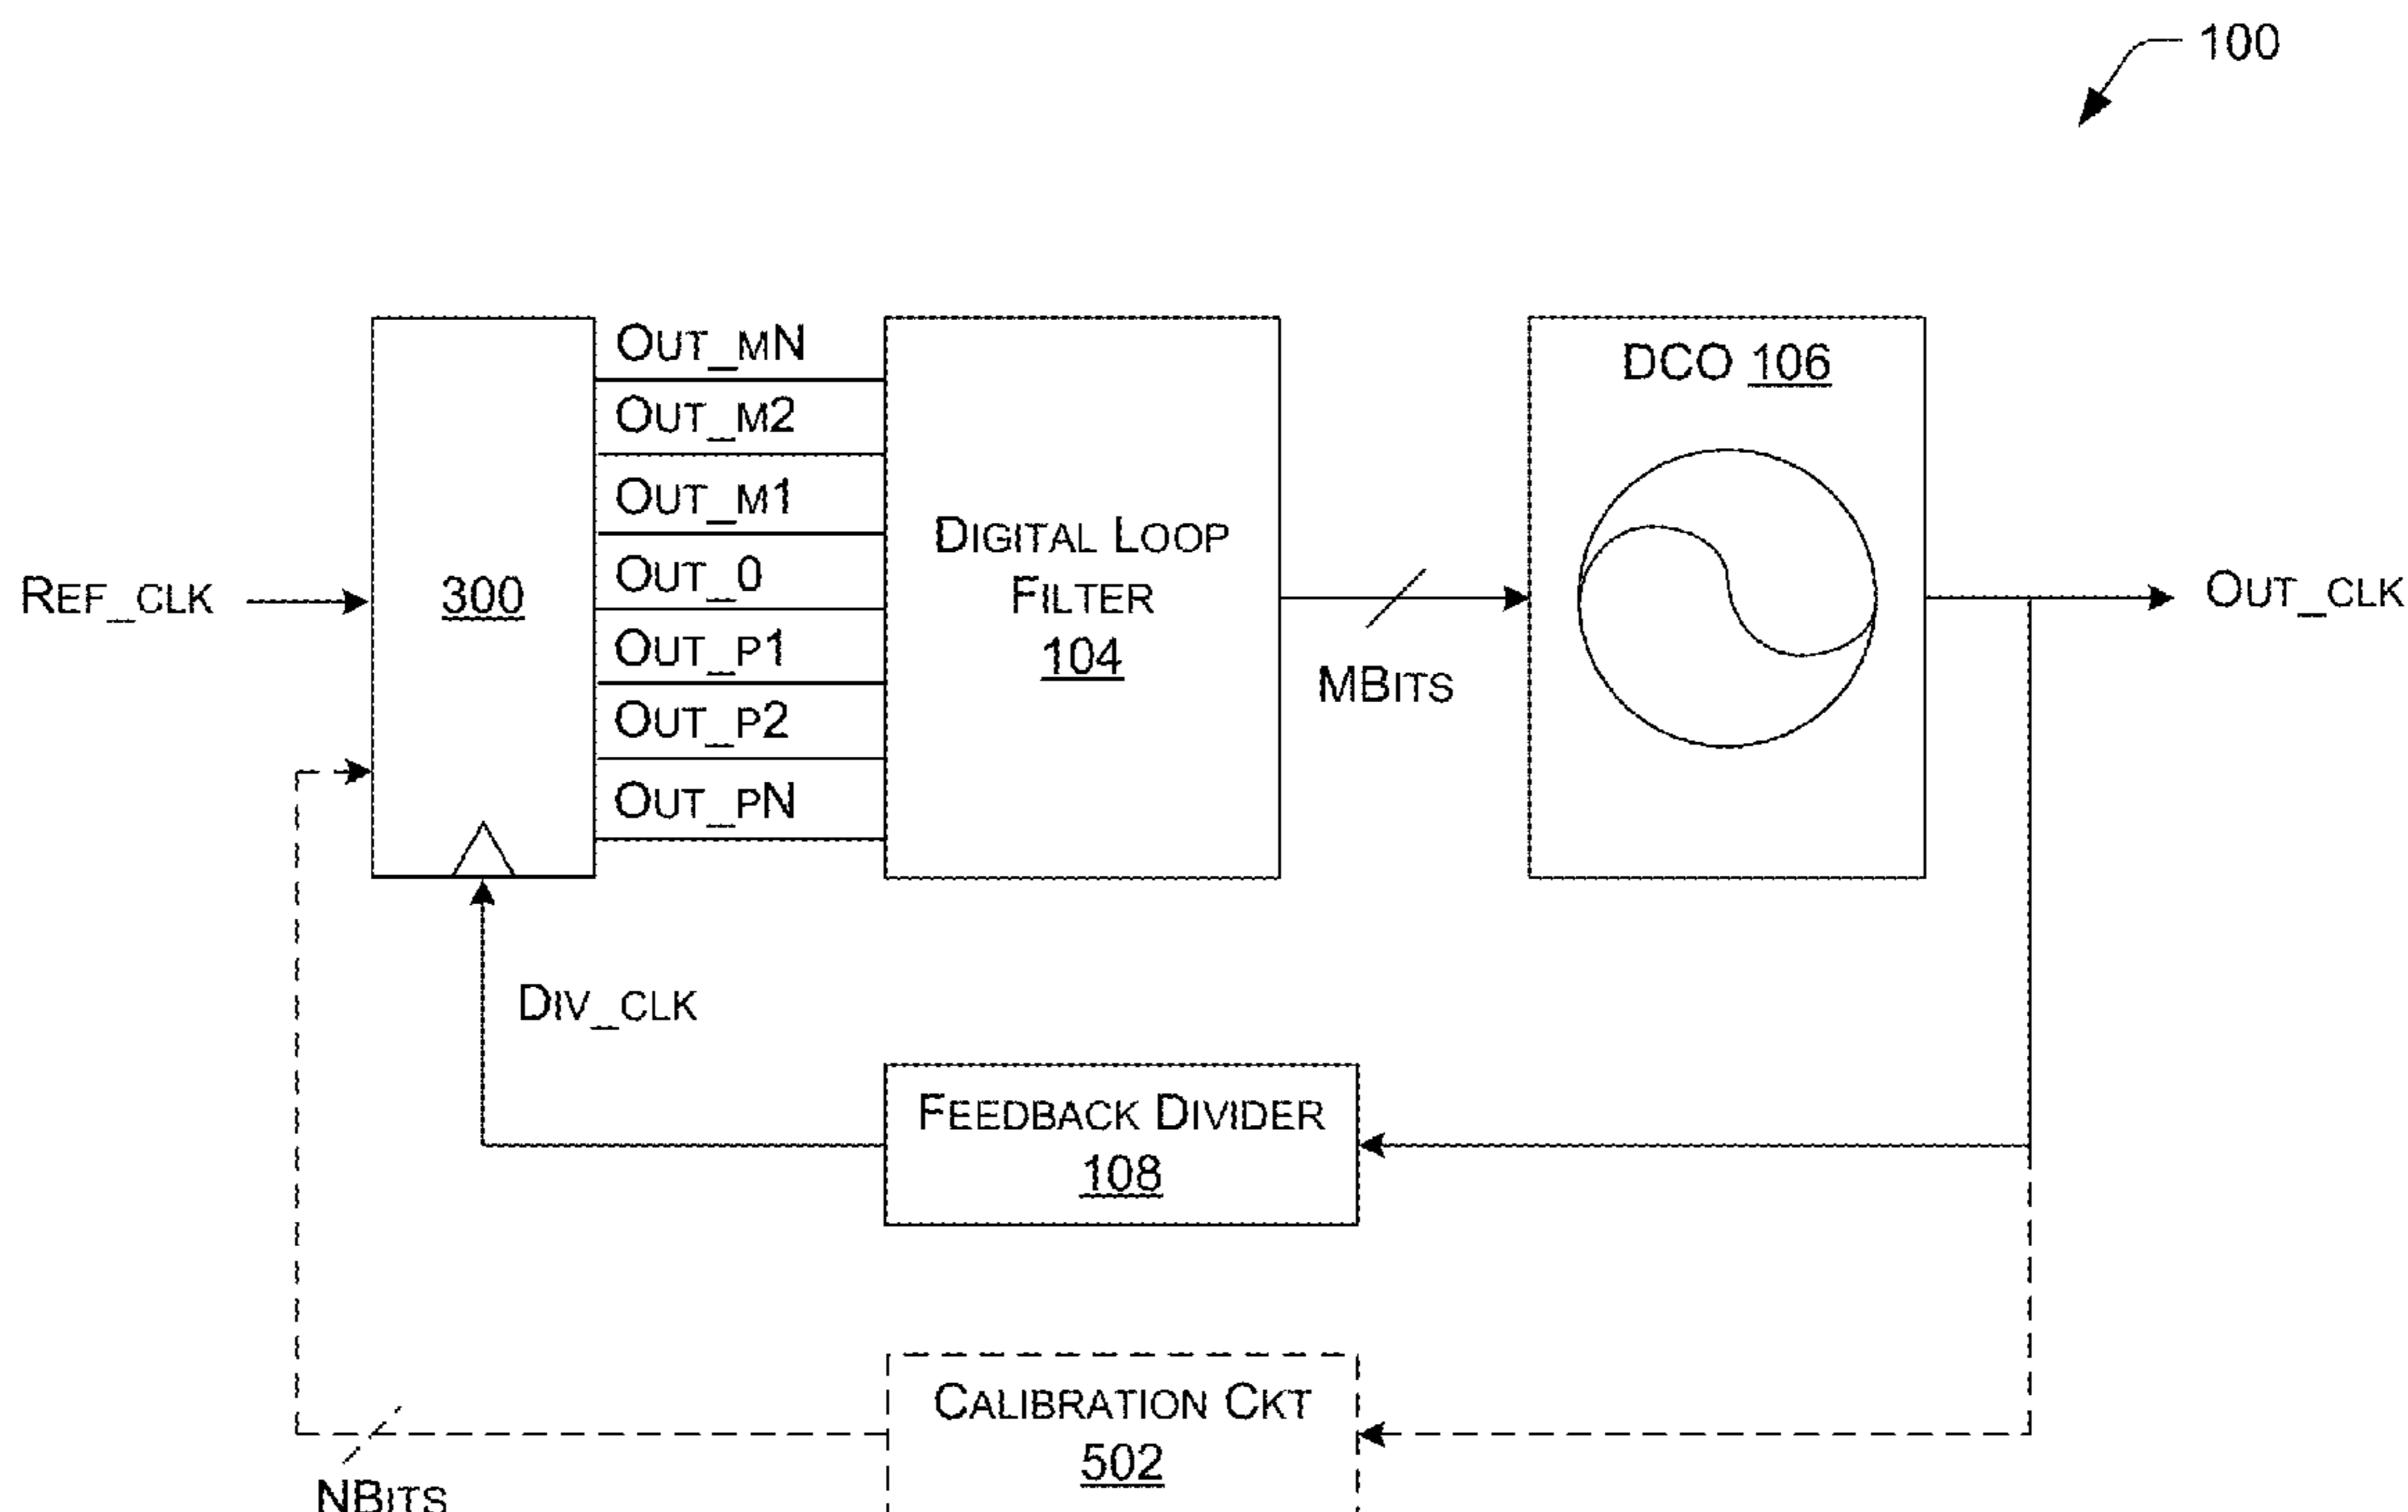 100
OUT_MN
OUT_M2
OUT_M1
OUT_0
OUT_P1
OUT_P2
OUT_PN
REF_CLK
300
DIGITAL LOOP
FILTER
104
MBITS
DCO 106
OUT_CLK
DIV_CLK
FEEDBACK DIVIDER
108
CALIBRATION CKT
502
NBITS